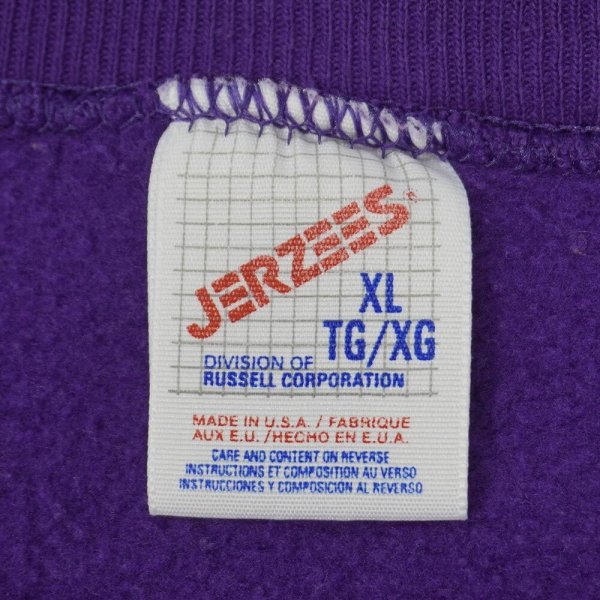 JERZEES®
XL
TG/XG
DIVISION OF
RUSSELL CORPORATION
MADE IN U.S.A. / FABRIQUE
AUX E.U. /HECHO EN E.U.A.
CARE AND CONTENT ON REVERSE
INSTRUCTIONS ET COMPOSITION AU VERSO
INSTRUCCIONES Y COMPOSICION AL REVERSO